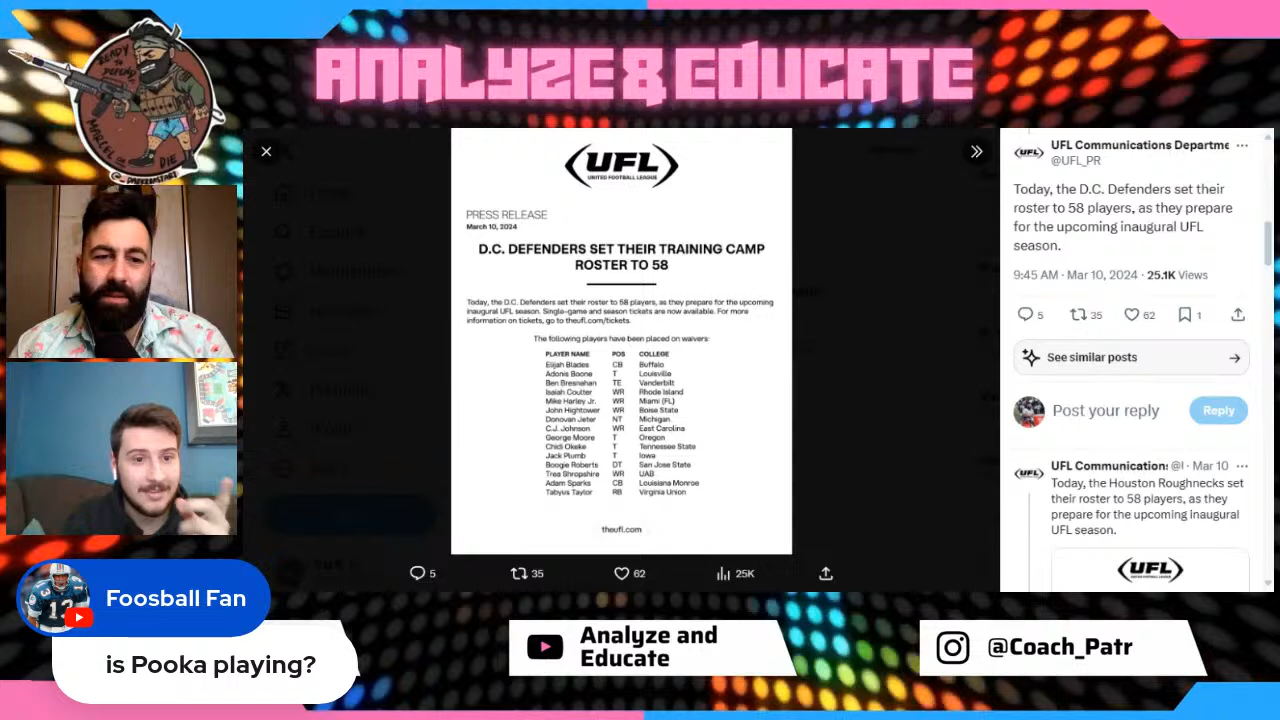 ANALYZE & EDUCATE
READY
TO
DEFEND
MARCEL
DIE
UFL
UNITED FOOTBALL LEAGUE
PRESS RELEASE
March 10, 2024
D.C. DEFENDERS SET THEIR TRAINING CAMP
ROSTER TO 58
Today, the D.C. Defenders set their roster to 58 players, as they prepare for the upcoming
inaugural UFL season. Single-game and season tickets are now available. For more
information on tickets, go to theufl.com/tickets.
The following players have been placed on waivers:
PLAYER NAME POS COLLEGE
Elijah Blades CB Buffalo
Adonis Boone T Louisville
Ben Bresnahan TE Vanderbilt
Isaiah Coulter WR Rhode Island
Mike Harley Jr. WR Miami (FL)
John Hightower WR Boise State
Donovan Jeter NT Michigan
C.J. Johnson WR East Carolina
George Moore T Oregon
Chidi Okeke T Tennessee State
Jack Plumb T Iowa
Boogie Roberts DT San Jose State
Trea Shropshire WR UAB
Adam Sparks CB Louisiana Monroe
Tabyus Taylor RB Virginia Union
theufl.com
5 35 62 25K
UFL
UFL Communications Departme ...
@UFL_PR
Today, the D.C. Defenders set their
roster to 58 players, as they prepare
for the upcoming inaugural UFL
season.
9:45 AM · Mar 10, 2024 · 25.1K Views
5 35 62 1
See similar posts
Post your reply Reply
UFL
UFL Communications @I · Mar 10 ...
Today, the Houston Roughnecks set
their roster to 58 players, as they
prepare for the upcoming inaugural
UFL season.
UFL
Foosball Fan
is Pooka playing?
Analyze and
Educate
@Coach_Patr